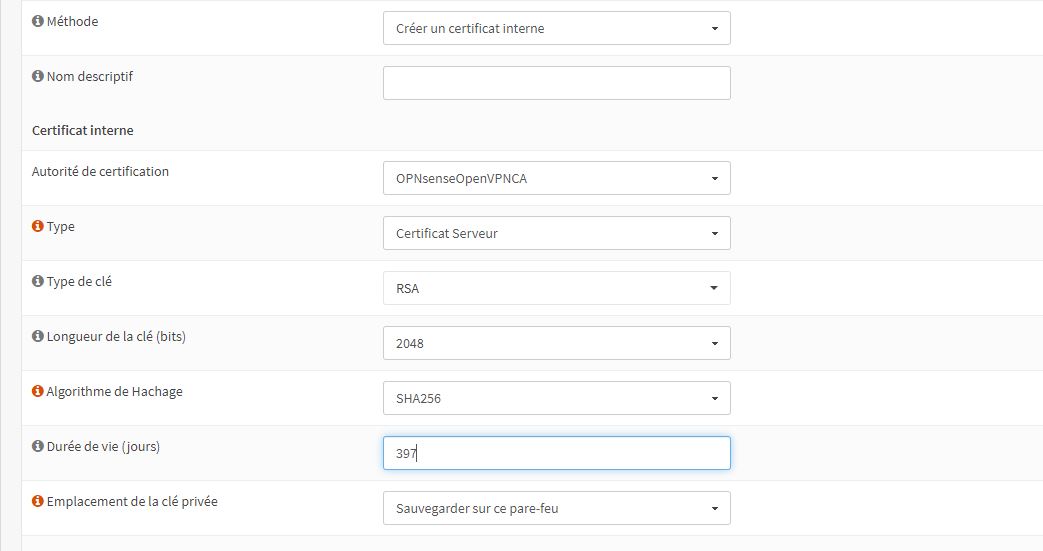 Méthode
Créer un certificat interne
Nom descriptif
Certificat interne
Autorité de certification
OPNsenseOpenVPNCA
Type
Certificat Serveur
Type de clé
RSA
Longueur de la clé (bits)
2048
Algorithme de Hachage
SHA256
Durée de vie (jours)
397
Emplacement de la clé privée
Sauvegarder sur ce pare-feu